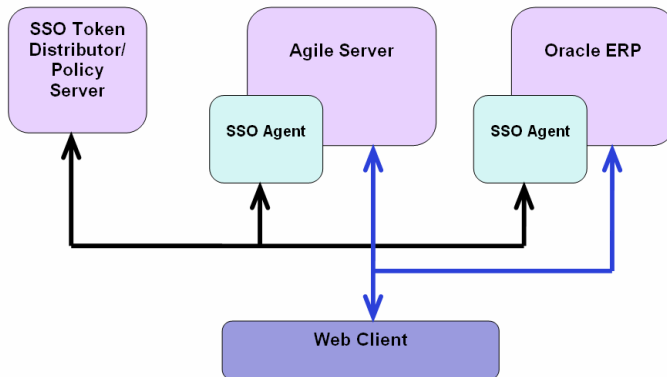 SSO Token
Distributor/
Policy
Server
Agile Server
Oracle ERP
SSO Agent
SSO Agent
Web Client